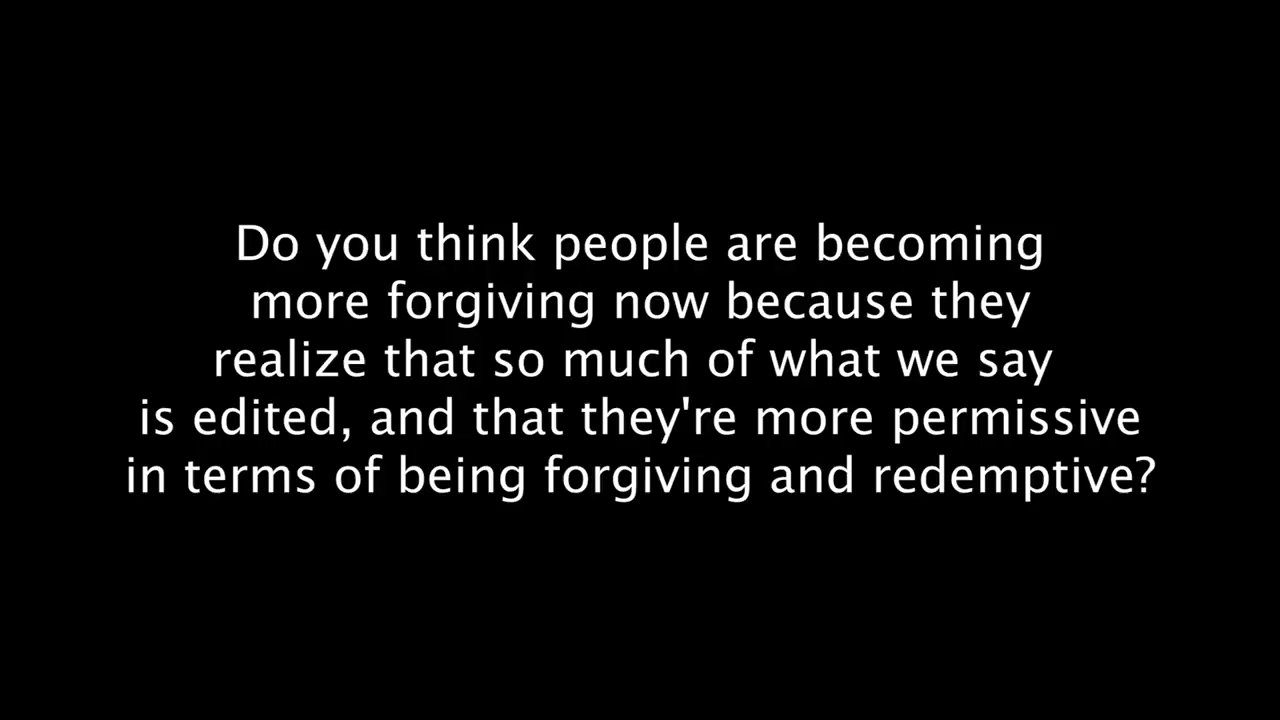 Do you think people are becoming
more forgiving now because they
realize that so much of what we say
is edited, and that they're more permissive
in terms of being forgiving and redemptive?